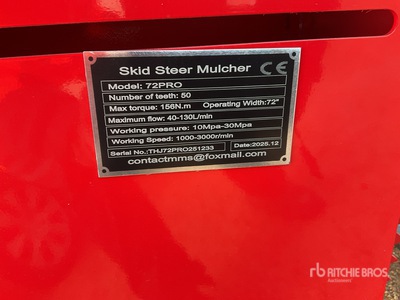 Skid Steer Mulcher CE
Model: 72PRO
Number of teeth: 50
Max torque: 156N.m Operating Width:72"
Maximum flow: 40-130L/min
Working pressure: 10Mpa-30Mpa
Working Speed: 1000-3000r/min
Serial No.:THJ72PRO251233 Date:2025.12
contactmms@foxmail.com
rb RITCHIE BROS.
Auctioneers